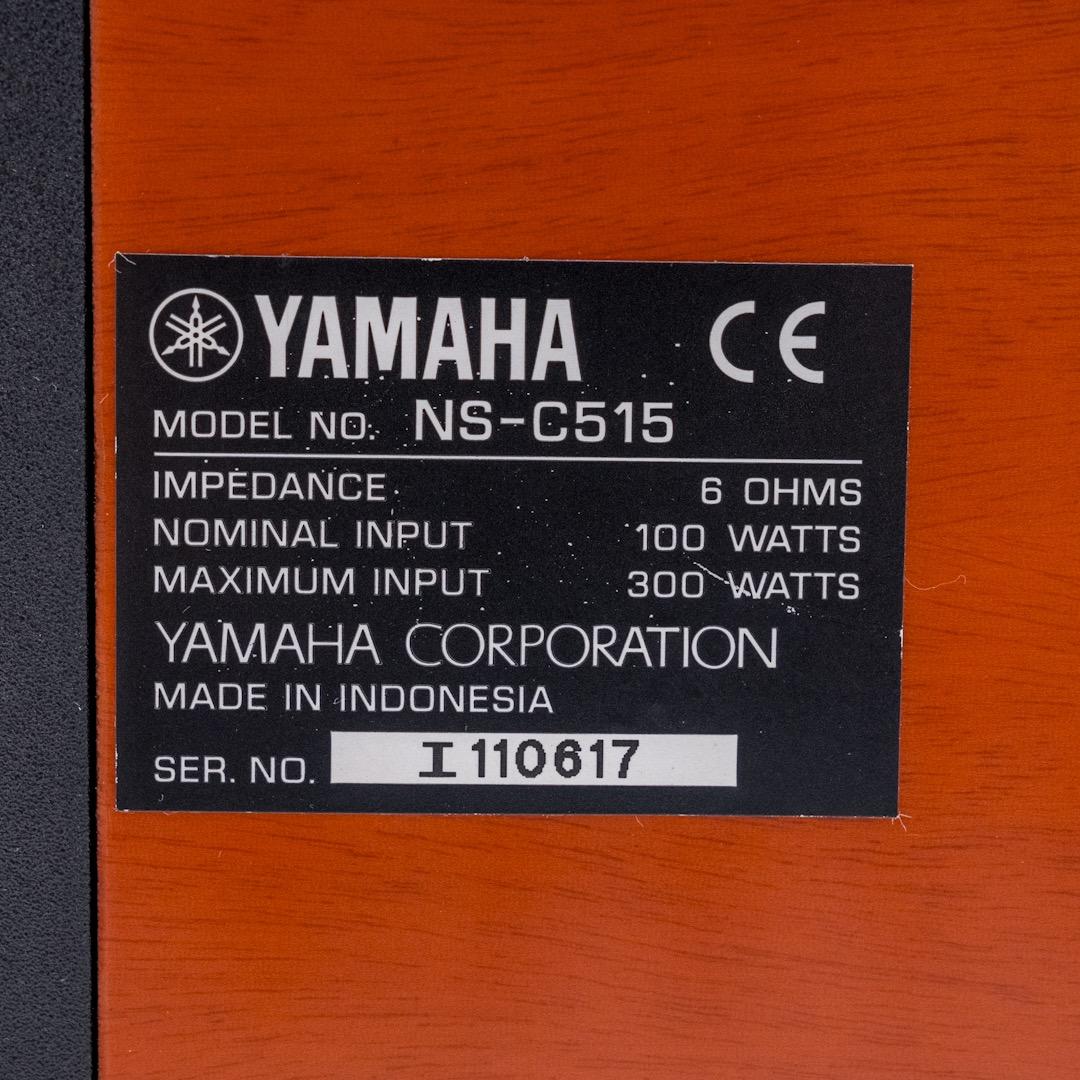 YAMAHA CE
MODEL NO. NS-C515
IMPEDANCE 6 OHMS
NOMINAL INPUT 100 WATTS
MAXIMUM INPUT 300 WATTS
YAMAHA CORPORATION
MADE IN INDONESIA
SER. NO. I110617